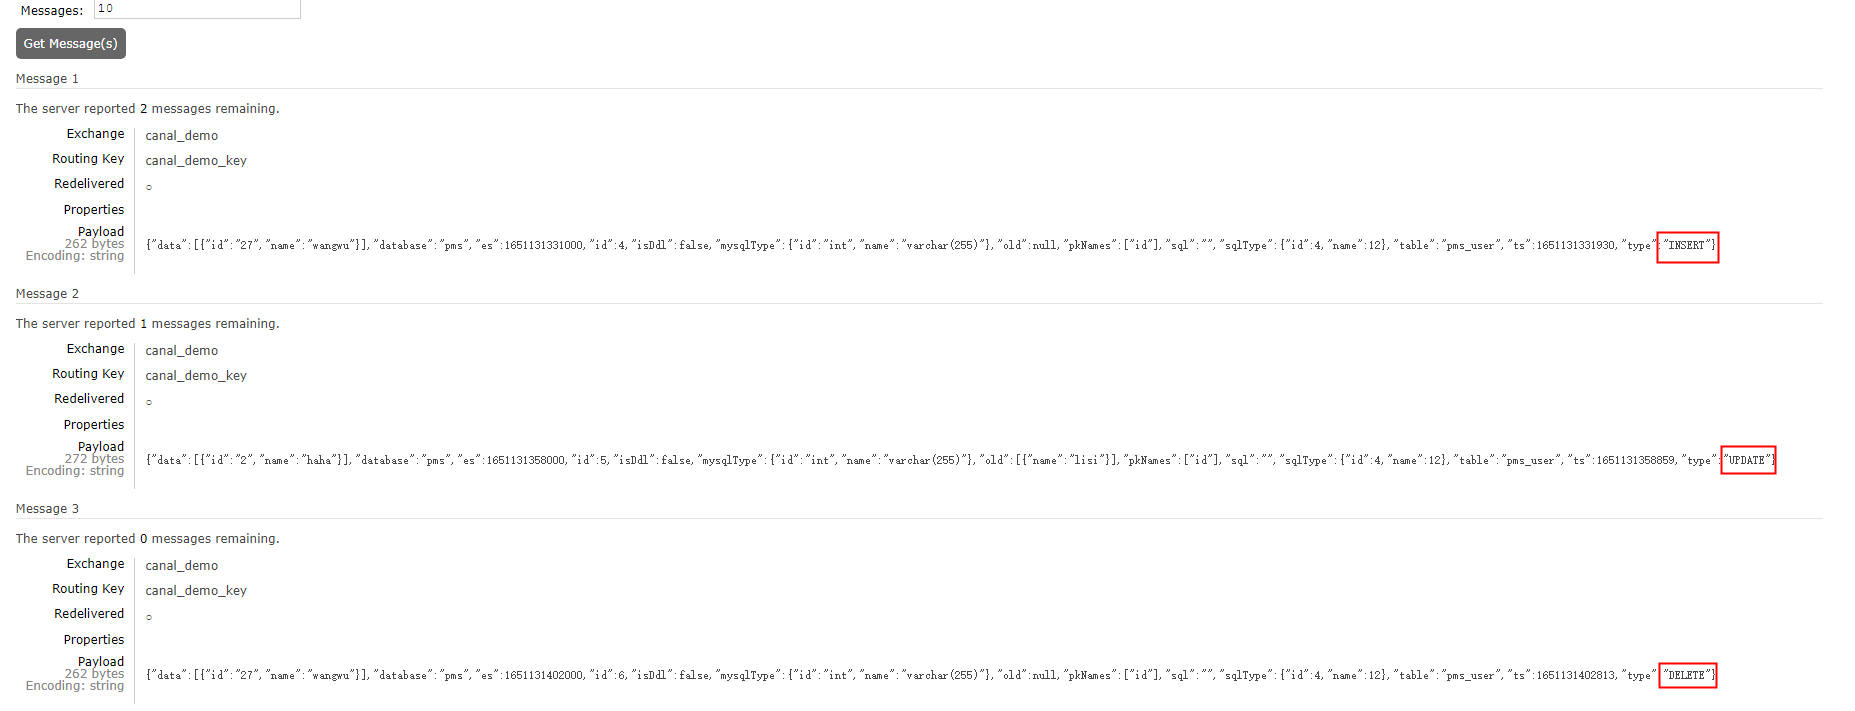 Messages: 10
Get Message(s)
Message 1
The server reported 2 messages remaining.
Exchange canal_demo
Routing Key canal_demo_key
Redelivered ○
Properties
Payload
262 bytes
Encoding: string
{"data":[{"id":"27","name":"wangwu"}],"database":"pms","es":1651131331000,"id":4,"isDdl":false,"mysqlType":{"id":"int","name":"varchar(255)"},"old":null,"pkNames":["id"],"sql":"","sqlType":{"id":4,"name":12},"table":"pms_user","ts":1651131331930,"type":"INSERT"}
Message 2
The server reported 1 messages remaining.
Exchange canal_demo
Routing Key canal_demo_key
Redelivered ○
Properties
Payload
272 bytes
Encoding: string
{"data":[{"id":"2","name":"haha"}],"database":"pms","es":1651131358000,"id":5,"isDdl":false,"mysqlType":{"id":"int","name":"varchar(255)"},"old":[{"name":"lisi"}],"pkNames":["id"],"sql":"","sqlType":{"id":4,"name":12},"table":"pms_user","ts":1651131358859,"type":"UPDATE"}
Message 3
The server reported 0 messages remaining.
Exchange canal_demo
Routing Key canal_demo_key
Redelivered ○
Properties
Payload
262 bytes
Encoding: string
{"data":[{"id":"27","name":"wangwu"}],"database":"pms","es":1651131402000,"id":6,"isDdl":false,"mysqlType":{"id":"int","name":"varchar(255)"},"old":null,"pkNames":["id"],"sql":"","sqlType":{"id":4,"name":12},"table":"pms_user","ts":1651131402813,"type":"DELETE"}